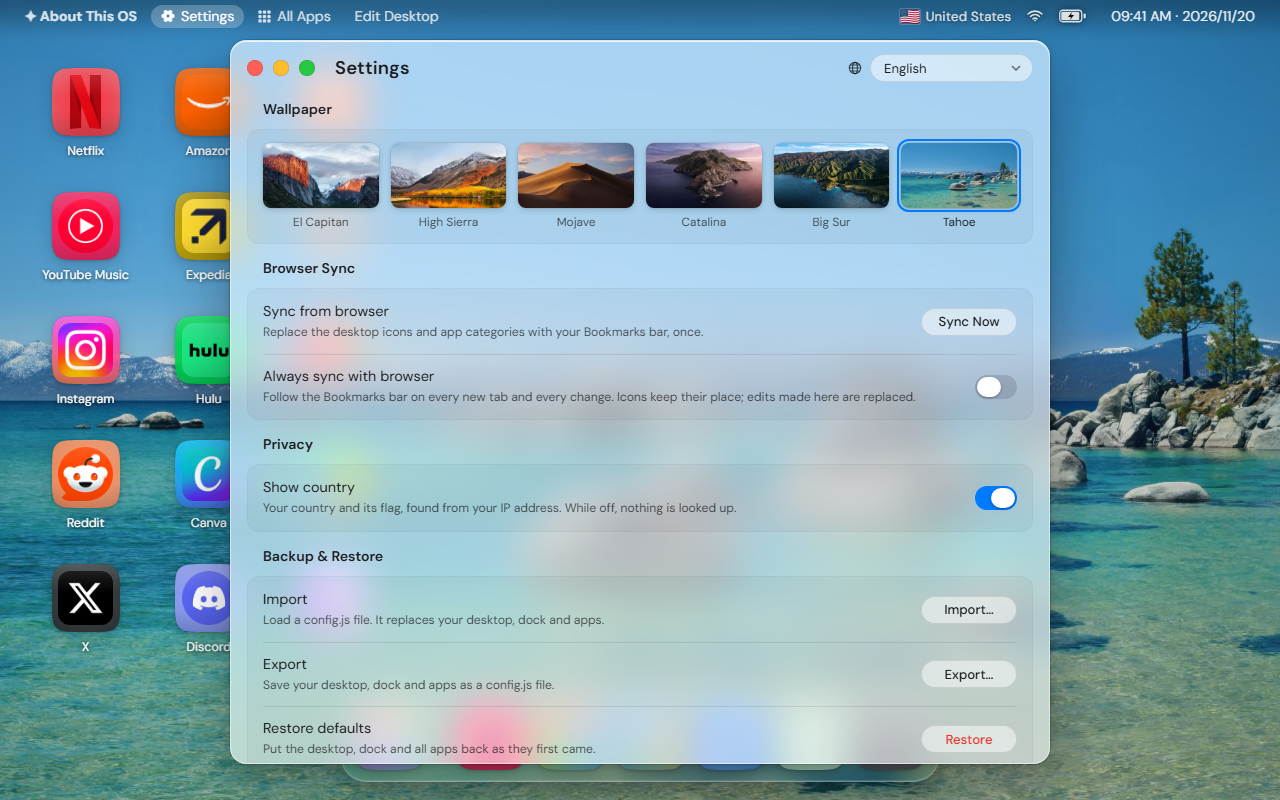 ✦ About This OS
Settings
All Apps
Edit Desktop
United States
09:41 AM · 2026/11/20
Settings
English
Wallpaper
El Capitan
High Sierra
Mojave
Catalina
Big Sur
Tahoe
Browser Sync
Sync from browser
Replace the desktop icons and app categories with your Bookmarks bar, once.
Sync Now
Always sync with browser
Follow the Bookmarks bar on every new tab and every change. Icons keep their place; edits made here are replaced.
Privacy
Show country
Your country and its flag, found from your IP address. While off, nothing is looked up.
Backup & Restore
Import
Load a config.js file. It replaces your desktop, dock and apps.
Import...
Export
Save your desktop, dock and apps as a config.js file.
Export...
Restore defaults
Put the desktop, dock and all apps back as they first came.
Restore
Netflix
Amazon
YouTube Music
Expedia
Instagram
hulu
Hulu
Reddit
Canva
X
Discord